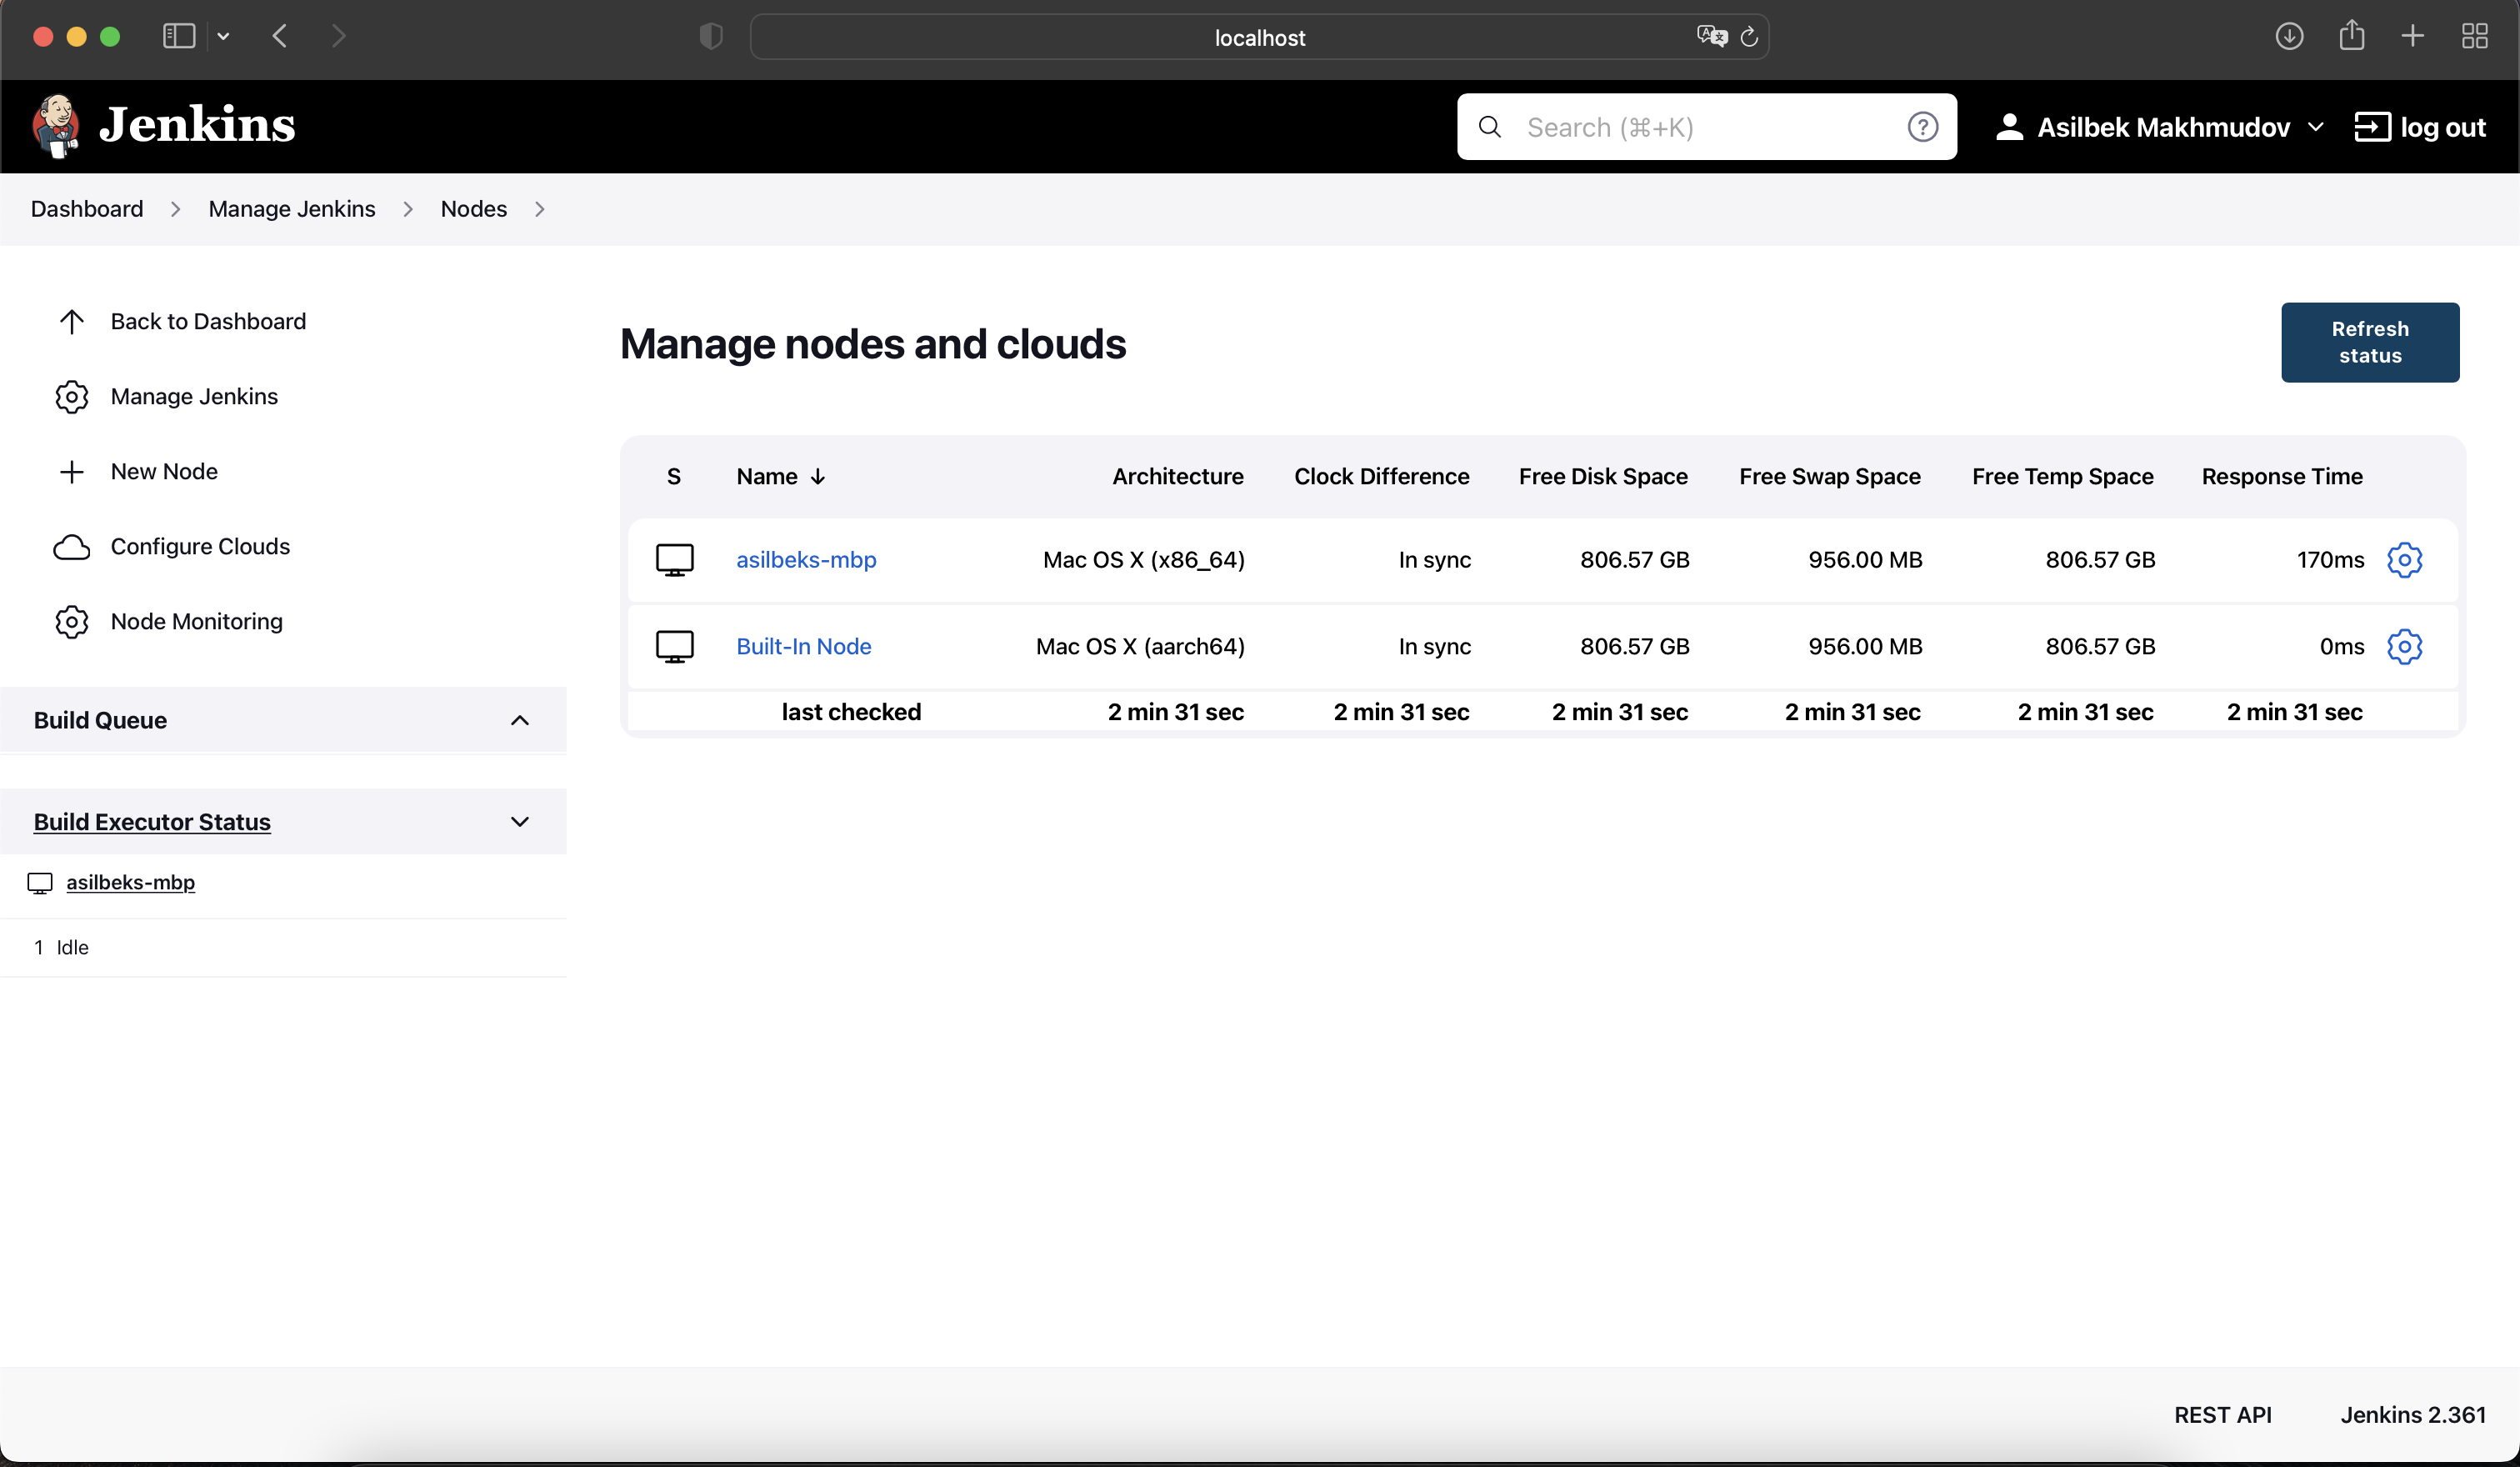 localhost
Jenkins
Search (⌘+K)
Asilbek Makhmudov
log out
Dashboard
Manage Jenkins
Nodes
Back to Dashboard
Manage Jenkins
New Node
Configure Clouds
Node Monitoring
Build Queue
Build Executor Status
asilbeks-mbp
1 Idle
Manage nodes and clouds
Refresh
status
S Name ↓ Architecture Clock Difference Free Disk Space Free Swap Space Free Temp Space Response Time
asilbeks-mbp Mac OS X (x86_64) In sync 806.57 GB 956.00 MB 806.57 GB 170ms
Built-In Node Mac OS X (aarch64) In sync 806.57 GB 956.00 MB 806.57 GB 0ms
last checked 2 min 31 sec 2 min 31 sec 2 min 31 sec 2 min 31 sec 2 min 31 sec 2 min 31 sec
REST API
Jenkins 2.361